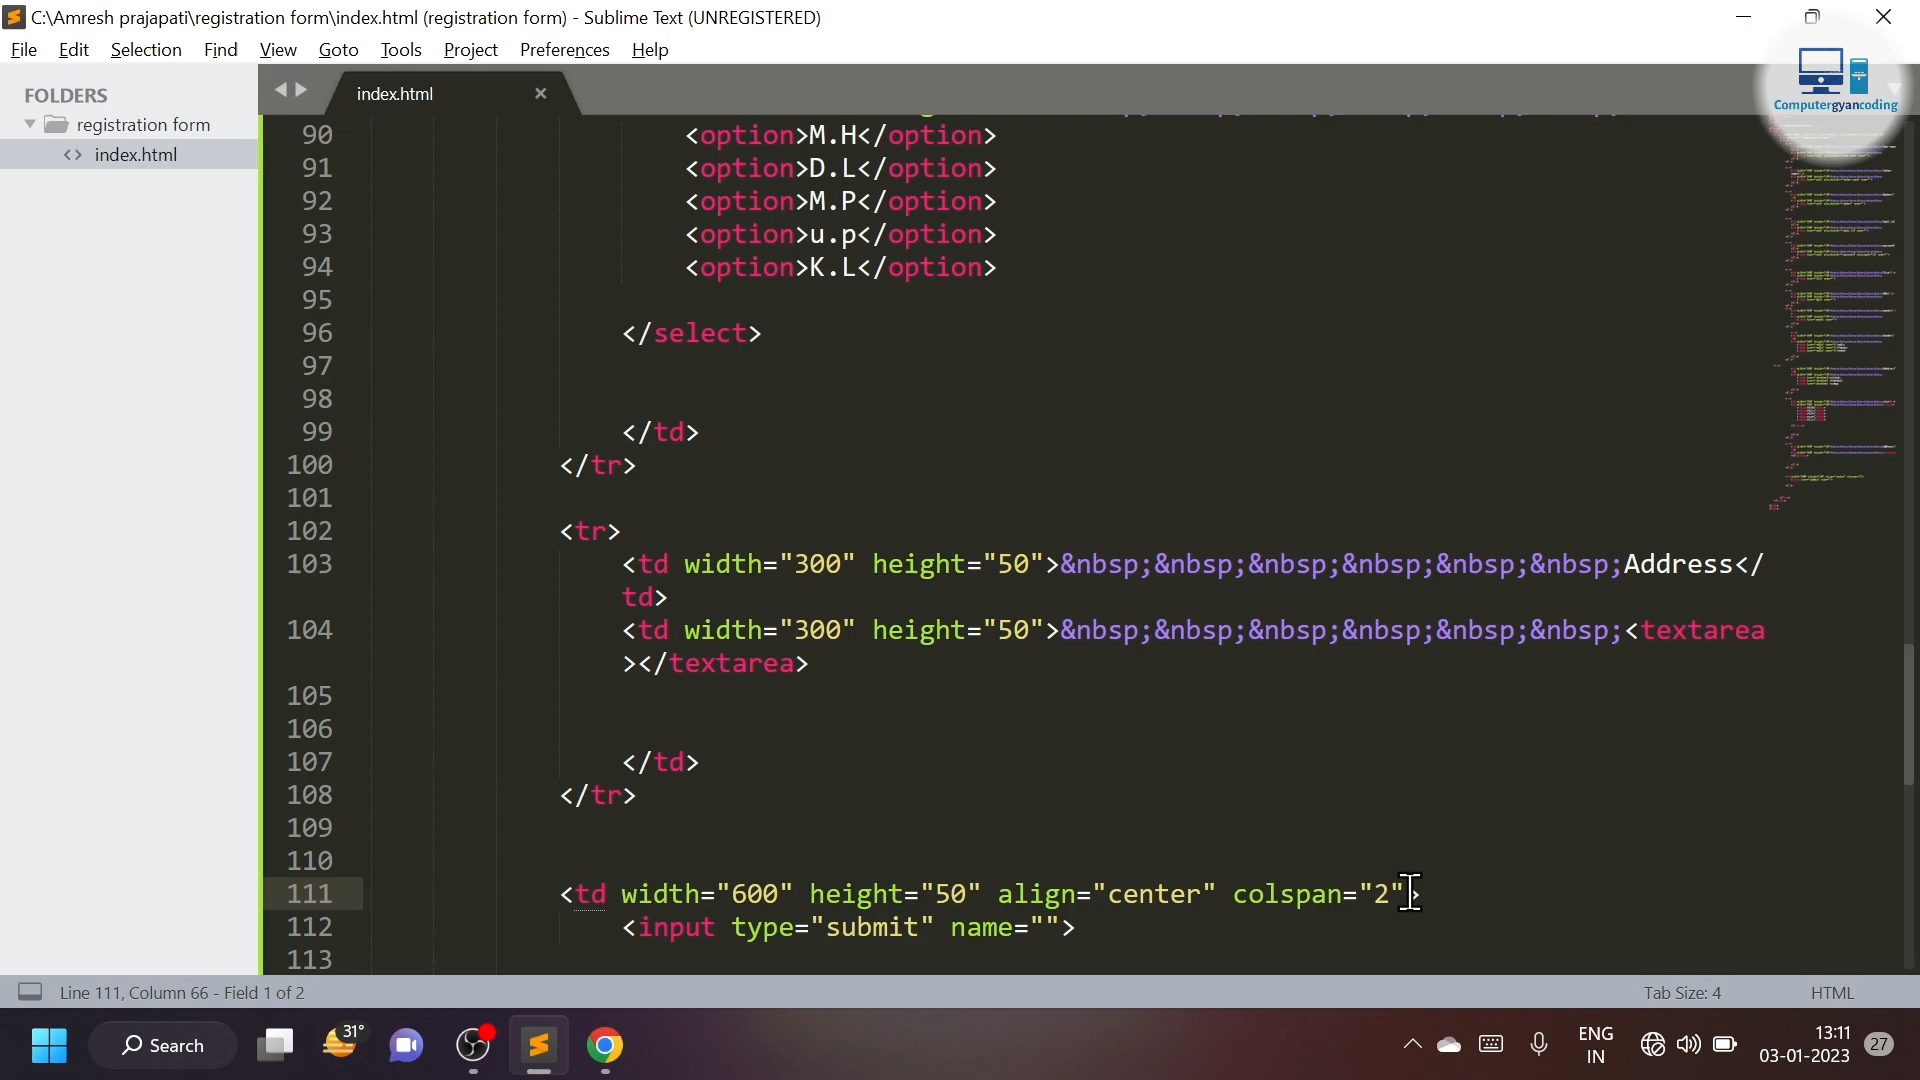 C:\Amresh prajapati\registration form\index.html (registration form) - Sublime Text (UNREGISTERED)
File Edit Selection Find View Goto Tools Project Preferences Help
Computergyancoding
FOLDERS
registration form
index.html
index.html
90 <option>M.H</option>
91 <option>D.L</option>
92 <option>M.P</option>
93 <option>u.p</option>
94 <option>K.L</option>
95
96 </select>
97
98
99 </td>
100 </tr>
101
102 <tr>
103 <td width="300" height="50">&nbsp;&nbsp;&nbsp;&nbsp;&nbsp;&nbsp;Address</
td>
104 <td width="300" height="50">&nbsp;&nbsp;&nbsp;&nbsp;&nbsp;&nbsp;<textarea
></textarea>
105
106
107 </td>
108 </tr>
109
110
111 <td width="600" height="50" align="center" colspan="2">
112 <input type="submit" name="">
113
Line 111, Column 66 - Field 1 of 2
Tab Size: 4
HTML
Search
31°
ENG
IN
13:11
03-01-2023
27